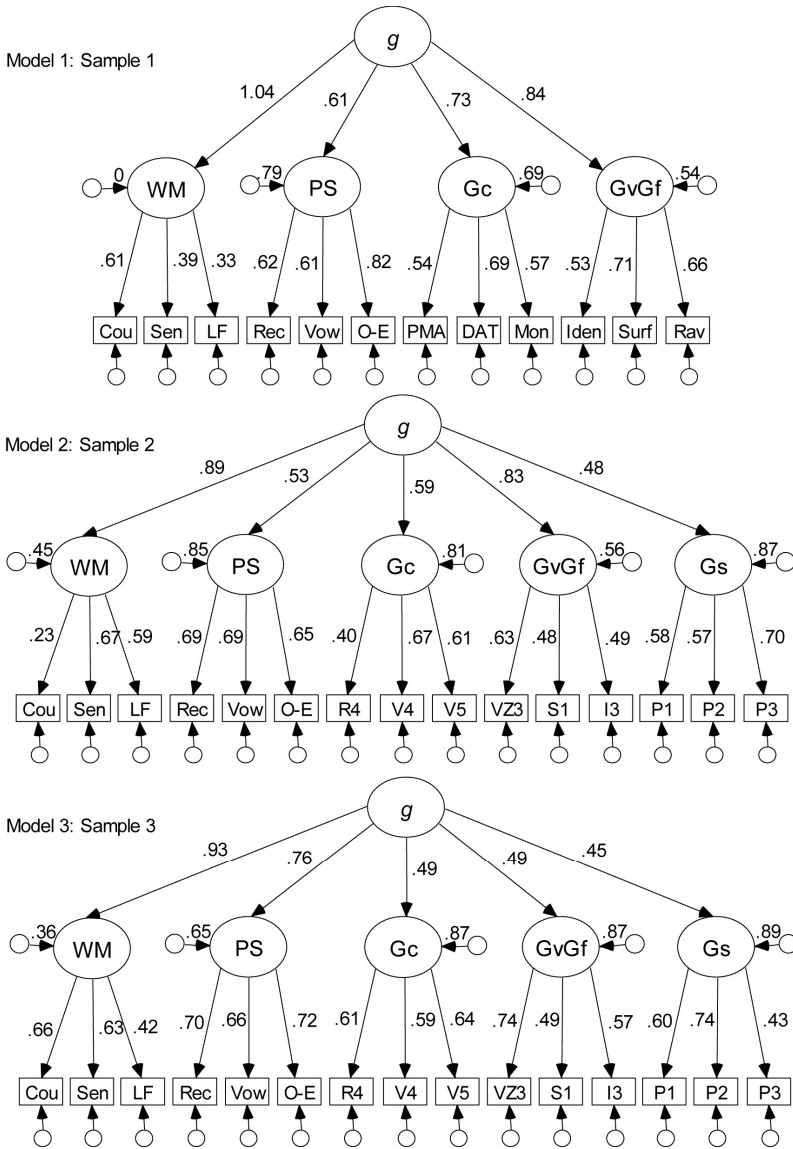 g
Model 1: Sample 1
1.04 .61 .73 .84
0 .79 .69 .54
WM PS Gc GvGf
.61 .39 .33 .62 .61 .82 .54 .69 .57 .53 .71 .66
Cou Sen LF Rec Vow O-E PMA DAT Mon Iden Surf Rav
g
Model 2: Sample 2
.89 .53 .59 .83 .48
.45 .85 .81 .56 .87
WM PS Gc GvGf Gs
.23 .67 .59 .69 .69 .65 .40 .67 .61 .63 .48 .49 .58 .57 .70
Cou Sen LF Rec Vow O-E R4 V4 V5 VZ3 S1 I3 P1 P2 P3
g
Model 3: Sample 3
.93 .76 .49 .49 .45
.36 .65 .87 .87 .89
WM PS Gc GvGf Gs
.66 .63 .42 .70 .66 .72 .61 .59 .64 .74 .49 .57 .60 .74 .43
Cou Sen LF Rec Vow O-E R4 V4 V5 VZ3 S1 I3 P1 P2 P3